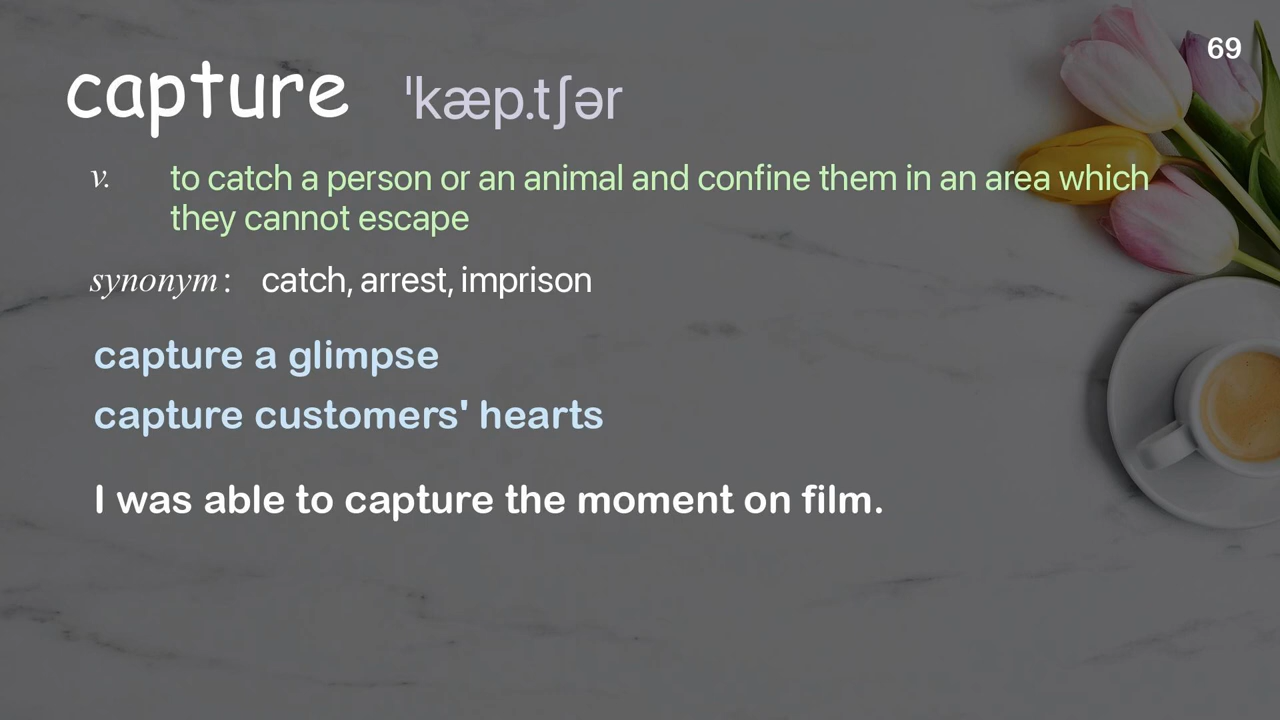 69
capture ˈkæp.tʃər
v. to catch a person or an animal and confine them in an area which
they cannot escape
synonym: catch, arrest, imprison
capture a glimpse
capture customers' hearts
I was able to capture the moment on film.